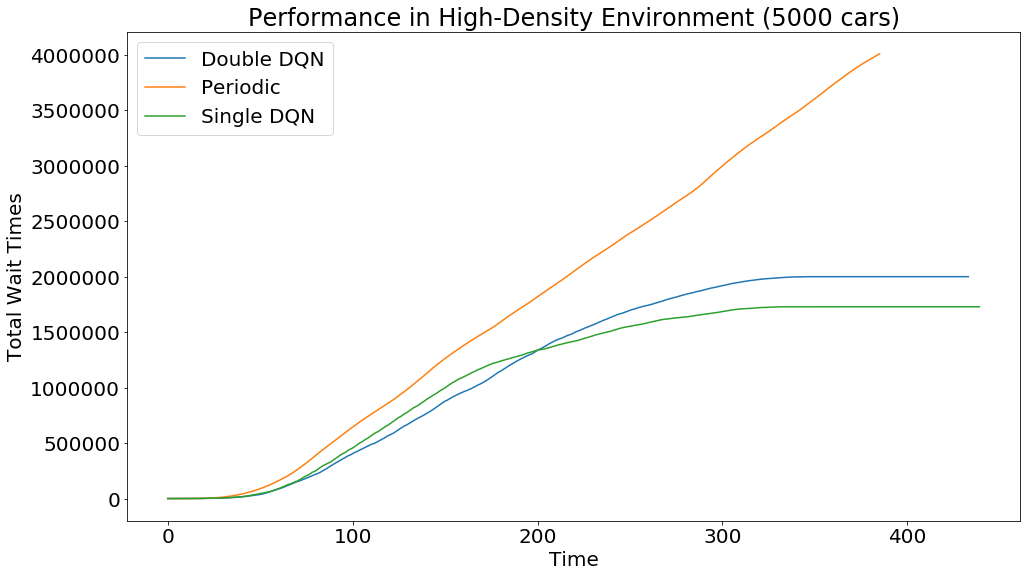 Performance in High-Density Environment (5000 cars)
Double DQN
Periodic
Single DQN
4000000
3500000
3000000
2500000
2000000
1500000
1000000
500000
0
Total Wait Times
0 100 200 300 400
Time